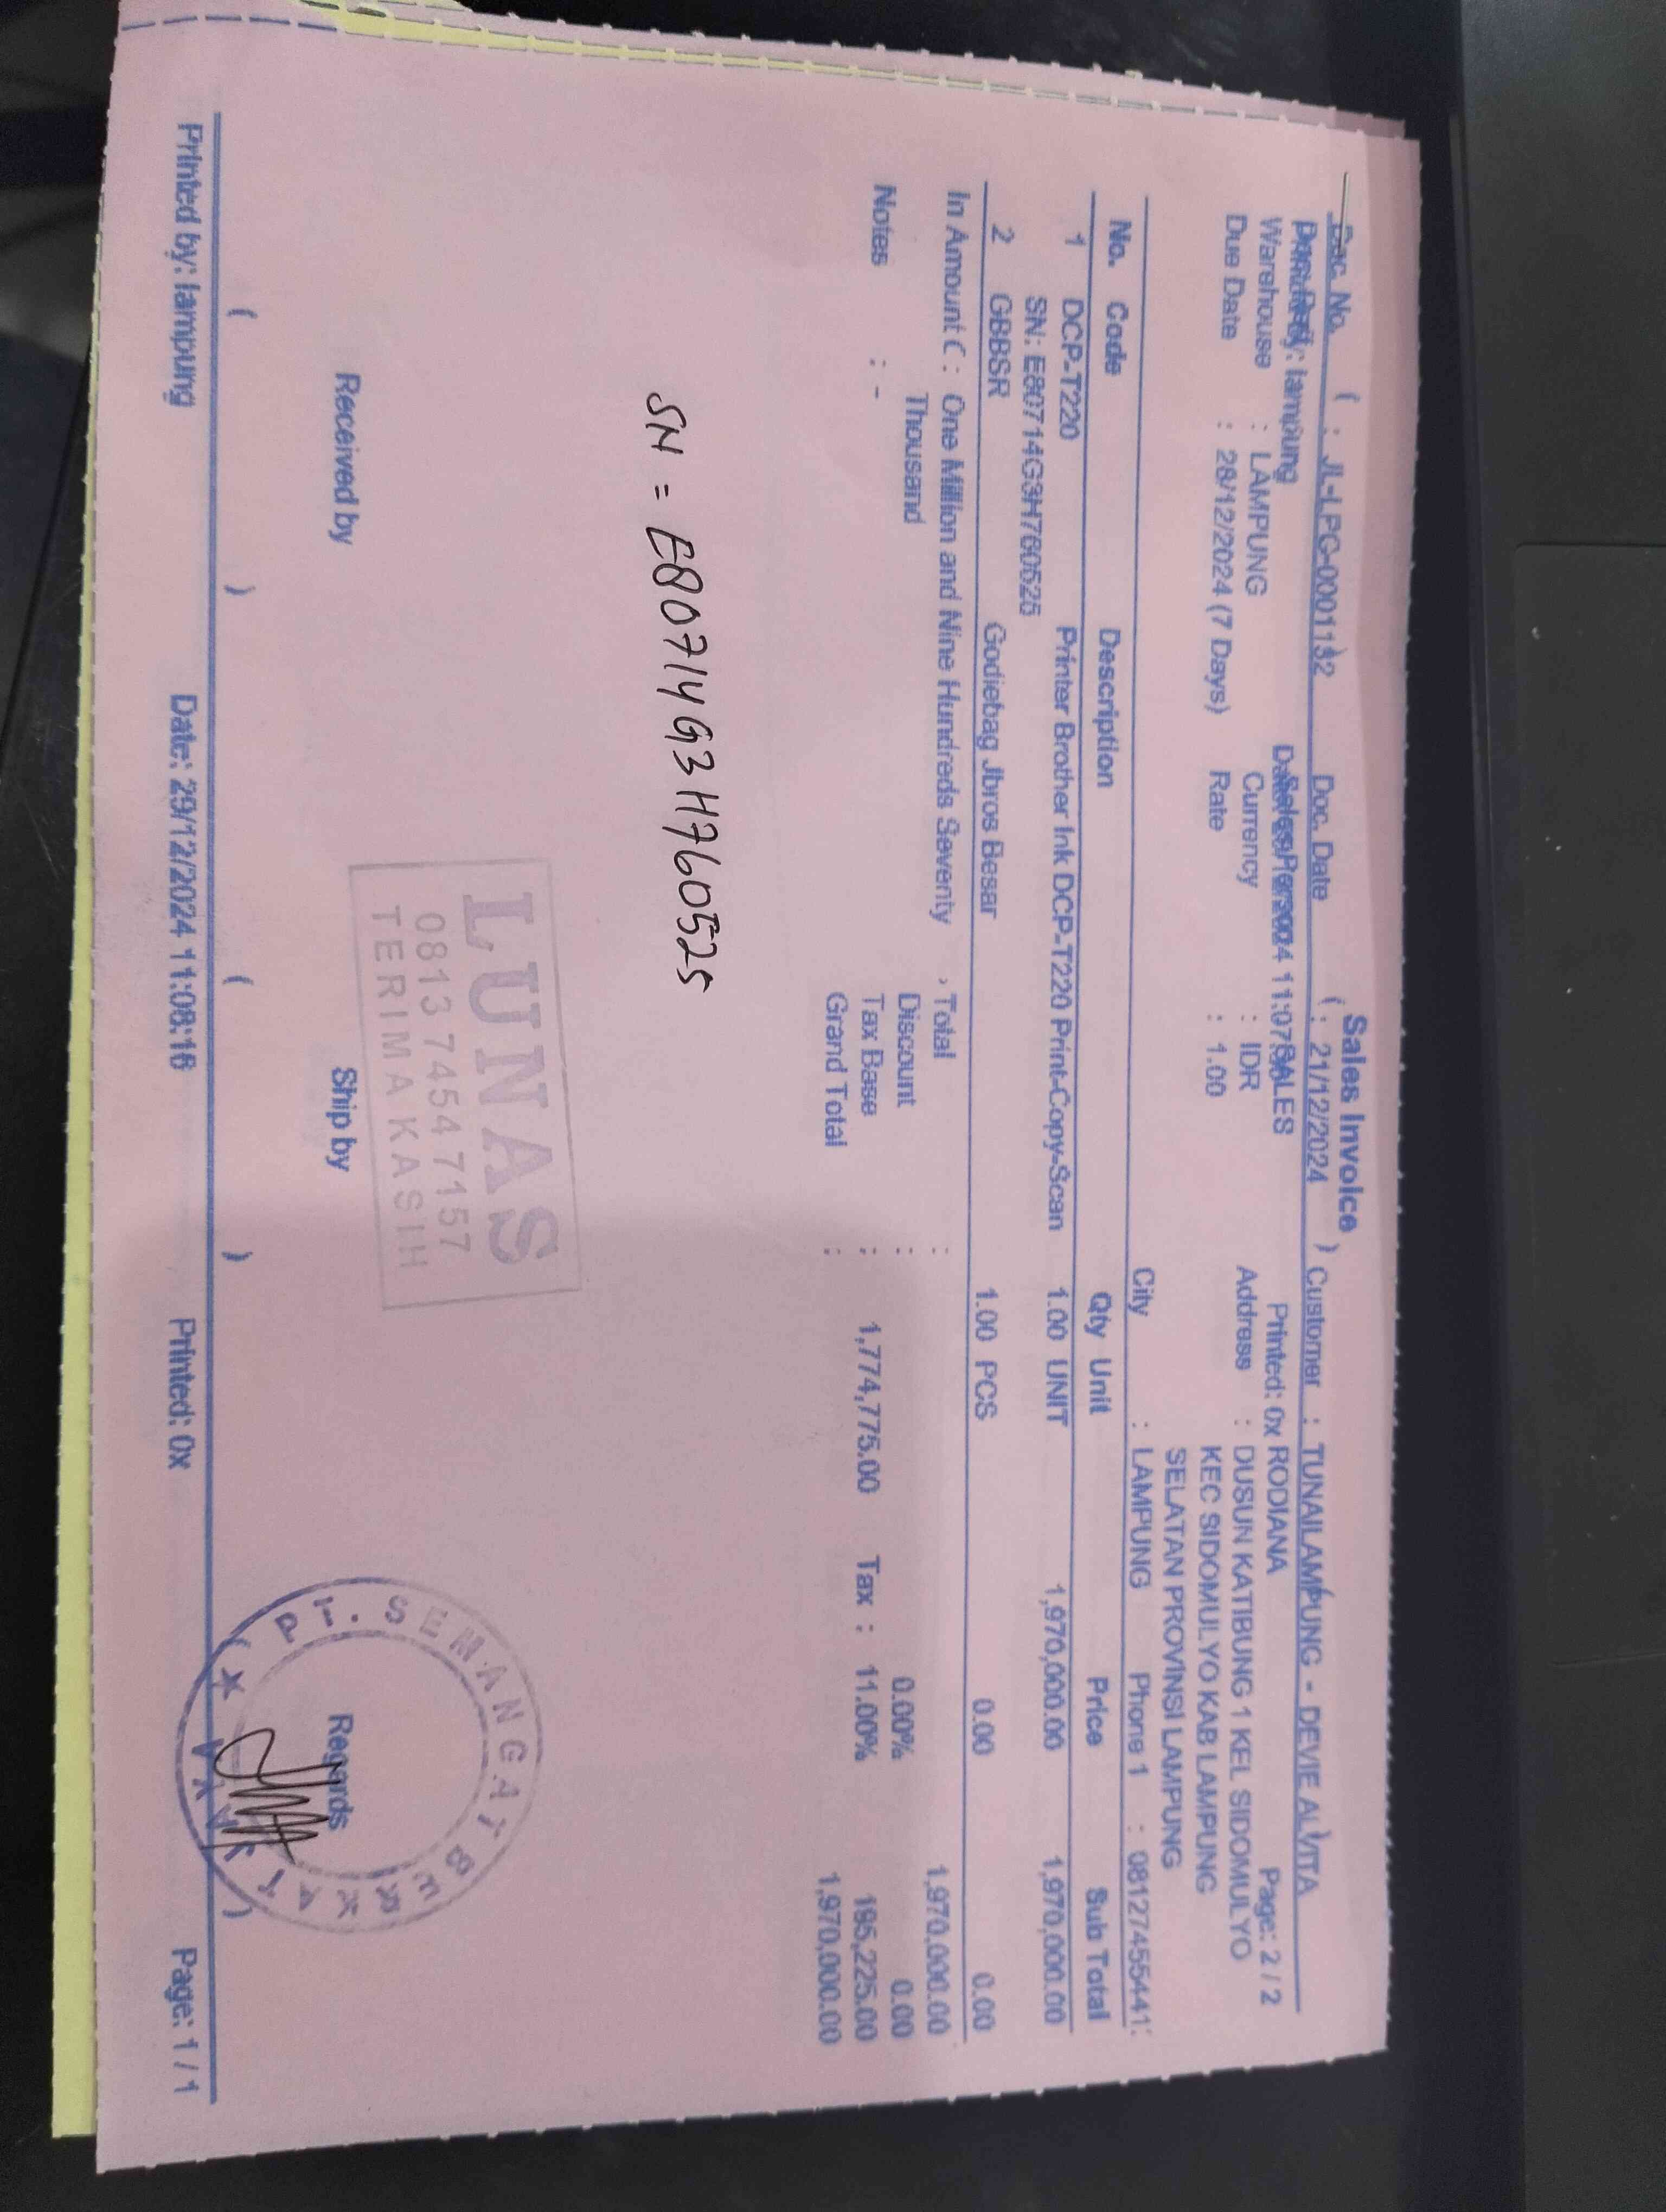 Sales Invoice
Doc. No. : JL-LPG-0001132 Doc. Date : 21/12/2024 Customer : TUNAILAMPUNG - DEVIE ALVITA
Printed by: lampung 11:07 SALES Printed: 0x RODIANA Page: 2 / 2
Warehouse : LAMPUNG Currency : IDR Address : DUSUN KATIBUNG 1 KEL SIDOMULYO
Due Date : 28/12/2024 (7 Days) Rate : 1.00 KEC SIDOMULYO KAB LAMPUNG
SELATAN PROVINSI LAMPUNG
City : LAMPUNG Phone 1 : 081274555441
No. Code Description Qty Unit Price Sub Total
1 DCP-T220 Printer Brother Ink DCP-T220 Print-Copy-Scan 1.00 UNIT 1,970,000.00 1,970,000.00
SN: E80714G3H760525
2 GBBSR Godiebag Jbros Besar 1.00 PCS 0.00 0.00
In Amount C : One Million and Nine Hundreds Seventy Total : 1,970,000.00
Thousand Discount : 0.00% 0.00
Notes : - Tax Base : 1,774,775.00 Tax : 11.00% 195,225.00
Grand Total : 1,970,000.00
SN = E80714G3H760525
LUNAS
0813 7454 7157
TERIMA KASIH
Received by Ship by Regards
PT. SEMANGAT
( ) ( ) ( )
Printed by: lampung Date: 29/12/2024 11:08:16 Printed: 0x Page: 1 / 1